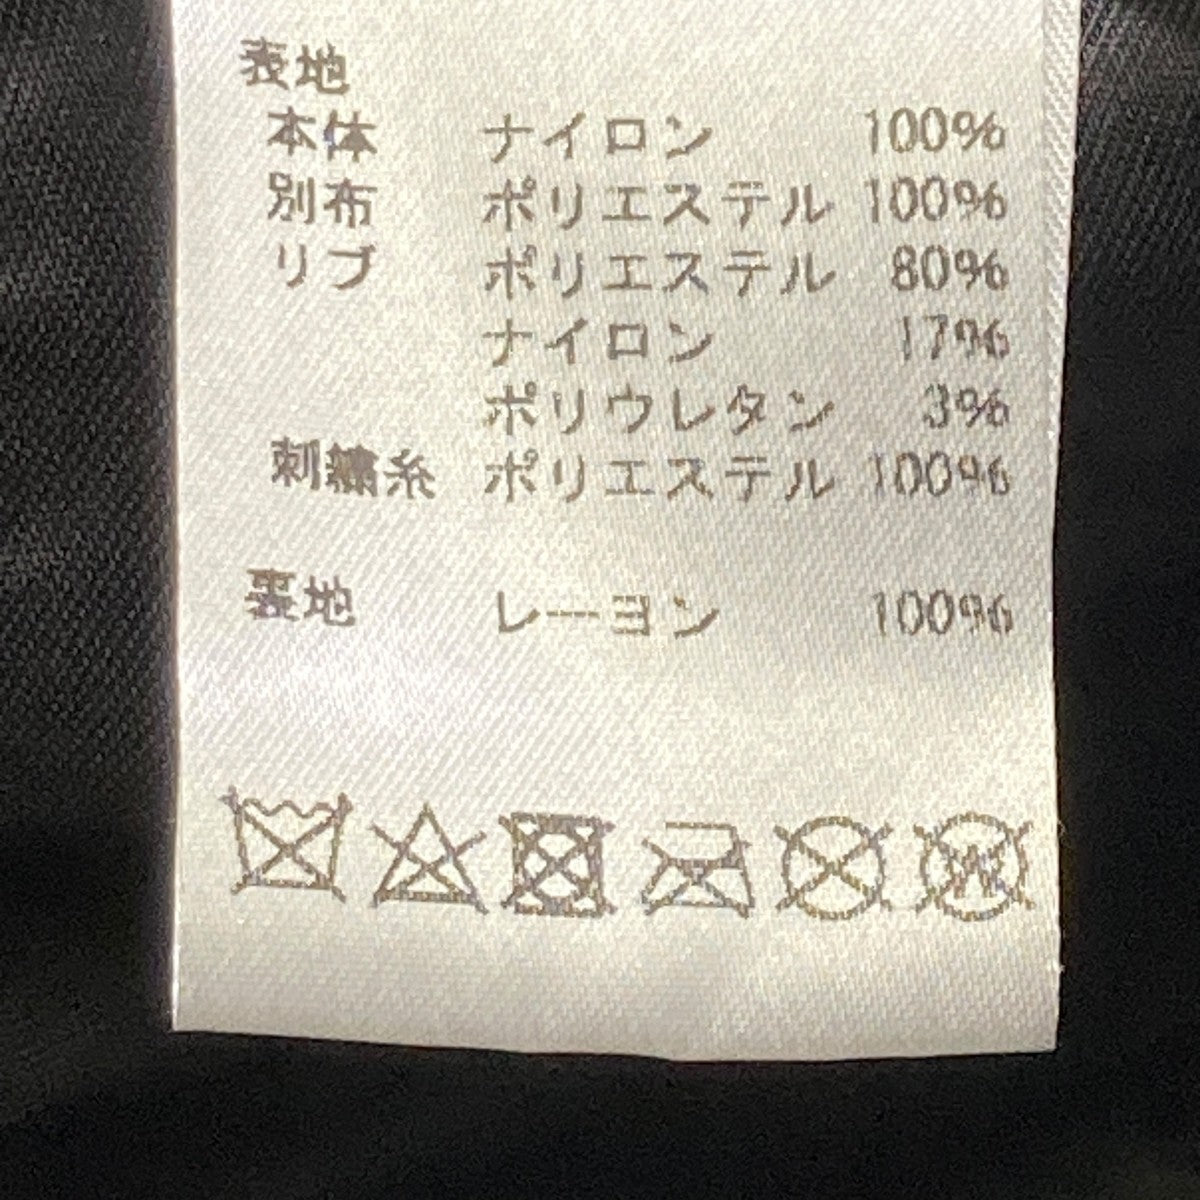 表地
本体 ナイロン 100%
別布 ポリエステル 100%
リブ ポリエステル 80%
ナイロン 17%
ポリウレタン 3%
刺繍糸 ポリエステル 100%
裏地 レーヨン 100%
W